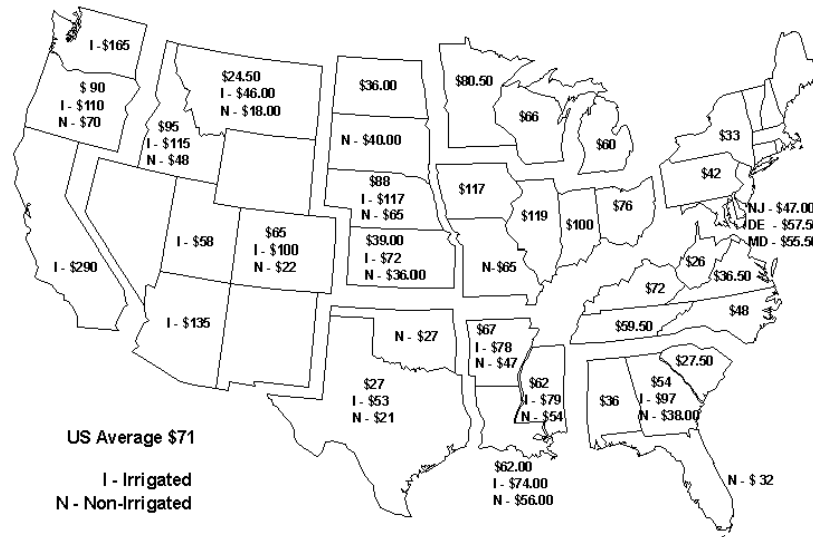 I - $165
$ 90
I - $110
N - $70
$95
I - $115
N - $48
$24.50
I - $46.00
N - $18.00
$36.00
N - $40.00
$88
I - $117
N - $65
$39.00
I - $72
N - $36.00
$80.50
$66
$60
$117
$119
$100
$76
N- $65
$33
$42
NJ - $47.00
DE - $57.50
MD - $55.50
$26
$36.50
$72
$59.50
$48
I - $290
I - $58
$65
I - $100
N - $22
I - $135
N - $27
$27
I - $53
N - $21
$67
I - $78
N - $47
$62
I - $79
N - $54
$62.00
I - $74.00
N - $56.00
$36
$54
I - $97
N - $38.00
$27.50
N - $ 32
US Average $71
I - Irrigated
N - Non-Irrigated